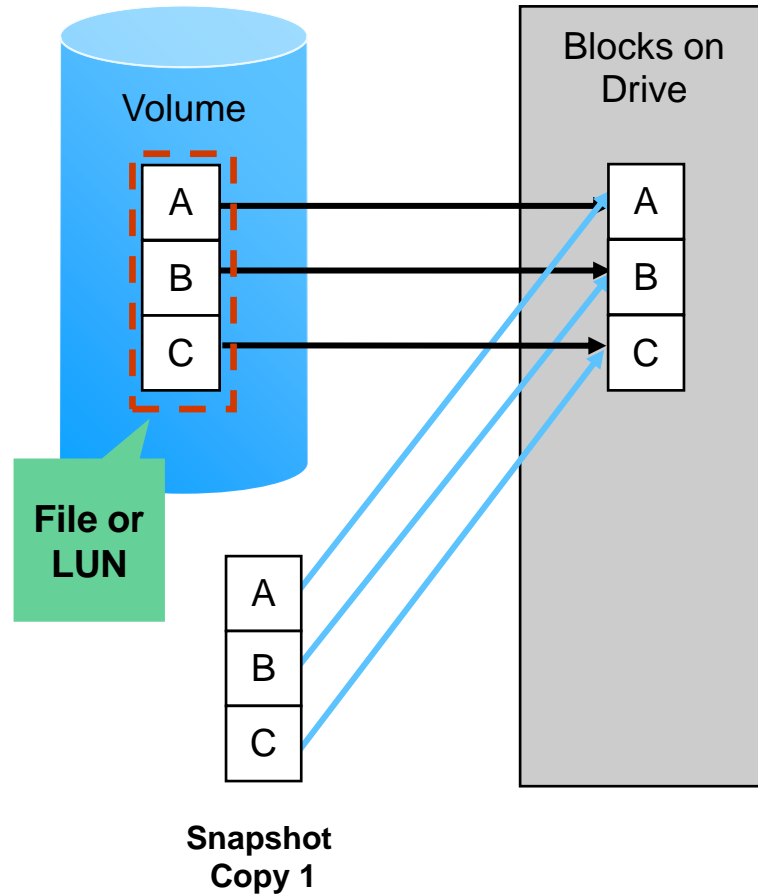 Volume
A
B
C
File or
LUN
Blocks on
Drive
A
B
C
A
B
C
Snapshot
Copy 1